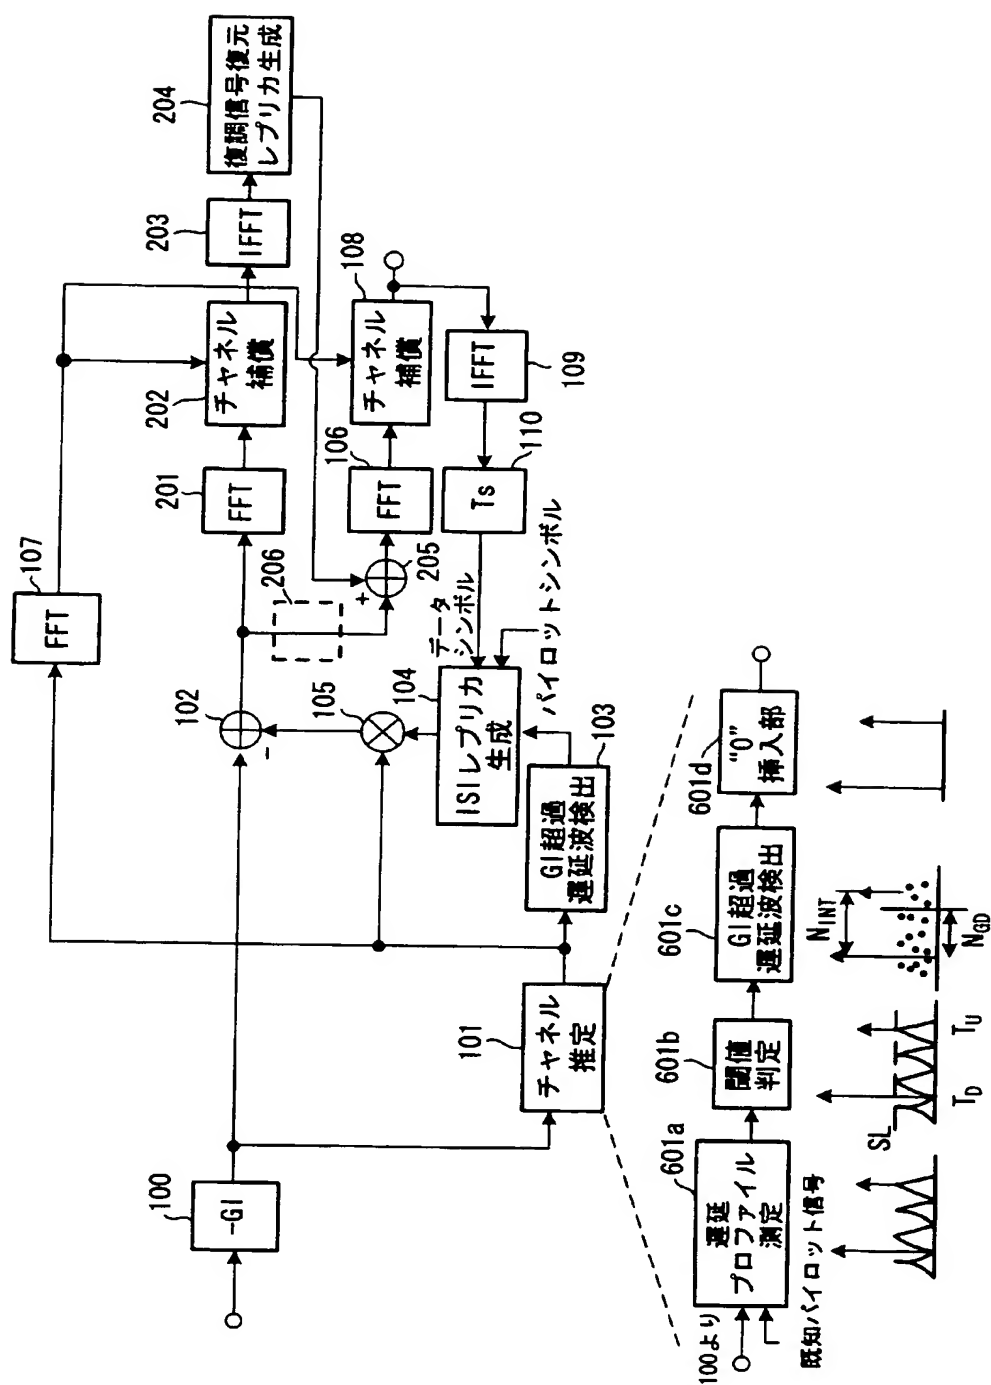 100
-GI
107
FFT
102
-
206
201
FFT
202
チャネル
補償
203
IFFT
204
復調信号復元
レプリカ生成
105
+
205
106
FFT
108
チャネル
補償
104
ISIレプリカ
生成
データ
シンボル
110
Ts
109
IFFT
パイロットシンボル
101
チャネル
推定
103
GI超過
遅延波検出
100より
既知パイロット信号
601a
遅延
プロファイル
測定
601b
閾値
判定
601c
GI超過
遅延波検出
601d
“0”
挿入部
SL
TD
TU
NINT
NGD